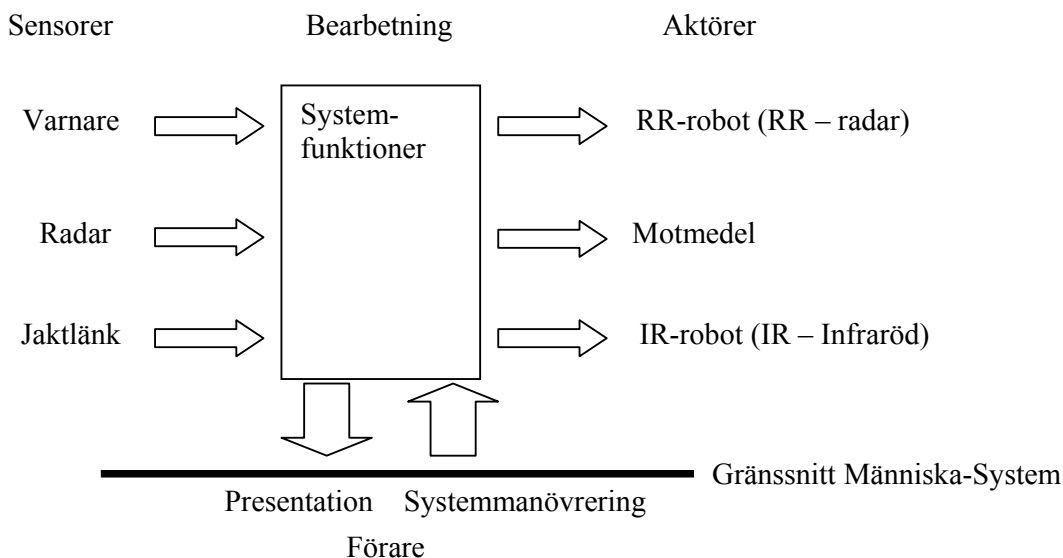 Sensorer
Bearbetning
Aktörer
Varnare
System-
funktioner
RR-robot (RR – radar)
Radar
Motmedel
Jaktlänk
IR-robot (IR – Infraröd)
Gränssnitt Människa-System
Presentation
Systemmanövrering
Förare